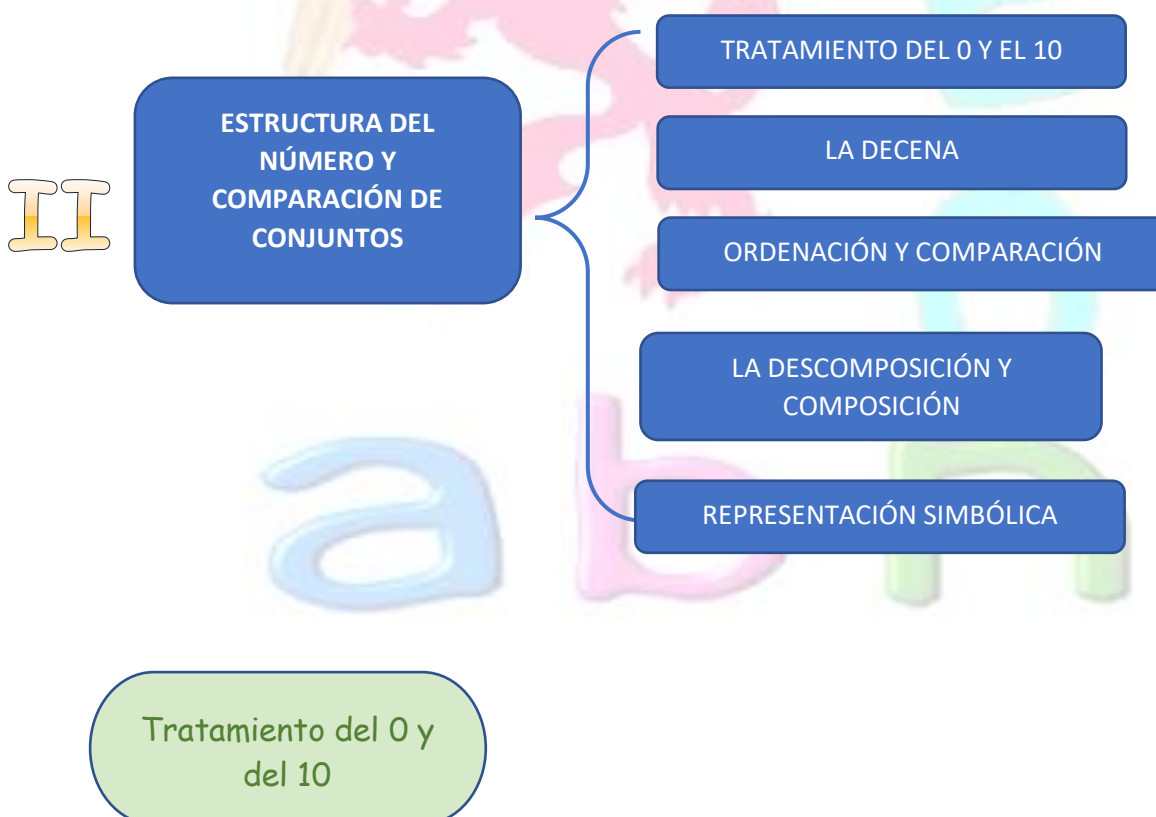 II
ESTRUCTURA DEL
NÚMERO Y
COMPARACIÓN DE
CONJUNTOS
TRATAMIENTO DEL 0 Y EL 10
LA DECENA
ORDENACIÓN Y COMPARACIÓN
LA DESCOMPOSICIÓN Y
COMPOSICIÓN
REPRESENTACIÓN SIMBÓLICA
abn
Tratamiento del 0 y
del 10